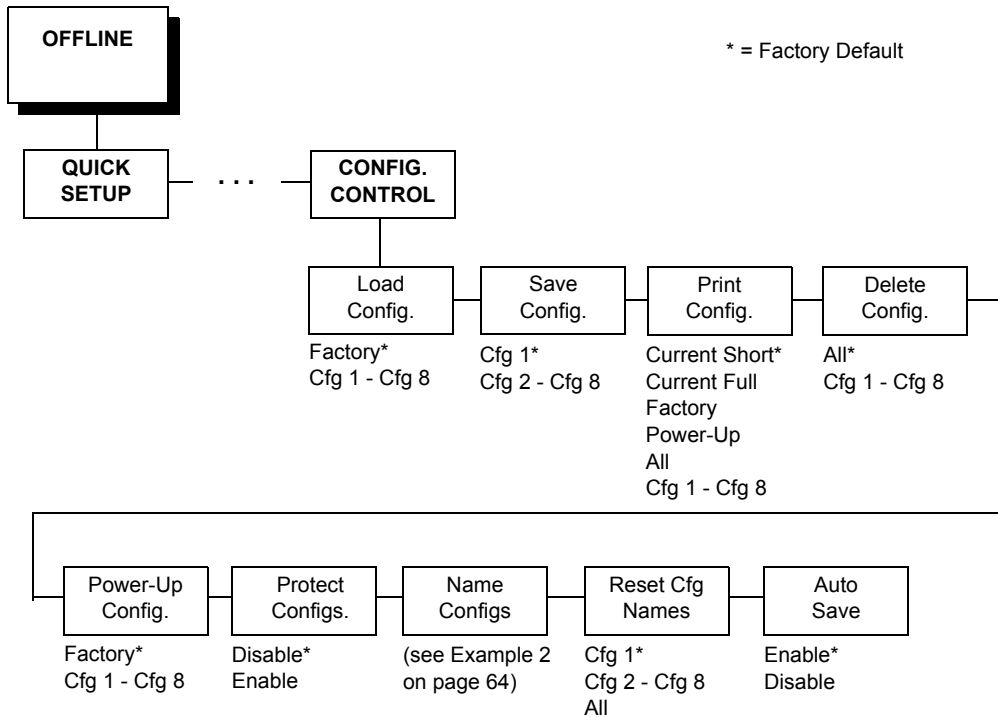 OFFLINE
* = Factory Default
QUICK
SETUP
. . .
CONFIG.
CONTROL
Load
Config.
Factory*
Cfg 1 - Cfg 8
Save
Config.
Cfg 1*
Cfg 2 - Cfg 8
Print
Config.
Current Short*
Current Full
Factory
Power-Up
All
Cfg 1 - Cfg 8
Delete
Config.
All*
Cfg 1 - Cfg 8
Power-Up
Config.
Factory*
Cfg 1 - Cfg 8
Protect
Configs.
Disable*
Enable
Name
Configs
(see Example 2
on page 64)
Reset Cfg
Names
Cfg 1*
Cfg 2 - Cfg 8
All
Auto
Save
Enable*
Disable